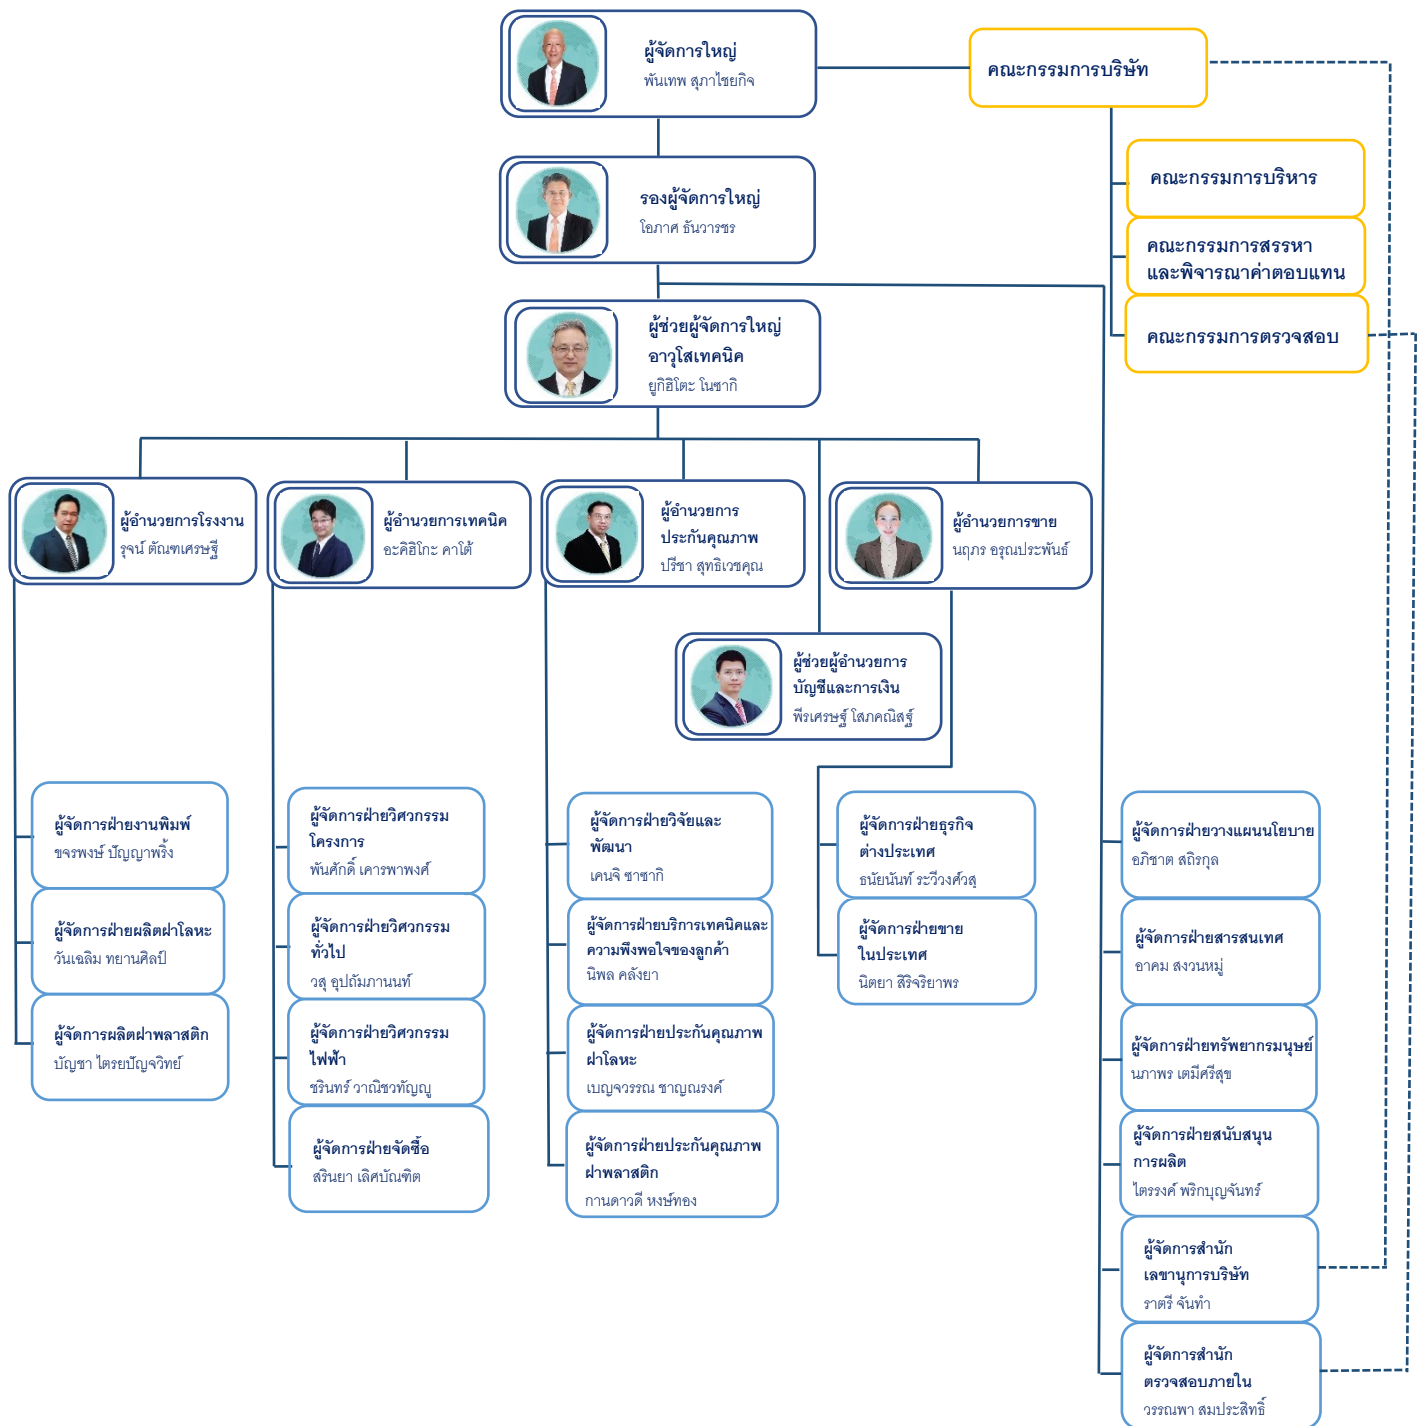 ผู้จัดการใหญ่
พันเทพ สุภาไชยกิจ
คณะกรรมการบริษัท
คณะกรรมการบริหาร
คณะกรรมการสรรหา
และพิจารณาค่าตอบแทน
คณะกรรมการตรวจสอบ
รองผู้จัดการใหญ่
โอภาศ ธันวารชร
ผู้ช่วยผู้จัดการใหญ่
อาวุโสเทคนิค
ยูกิฮิโตะ โนซากิ
ผู้อำนวยการโรงงาน
รุจน์ ตัณฑเศรษฐี
ผู้อำนวยการเทคนิค
อะคิฮิโกะ คาโต้
ผู้อำนวยการ
ประกันคุณภาพ
ปรีชา สุทธิเวชคุณ
ผู้อำนวยการขาย
นฤภร อรุณประพันธ์
ผู้ช่วยผู้อำนวยการ
บัญชีและการเงิน
พีรเศรษฐ์ โสภคณิสฐ์
ผู้จัดการฝ่ายงานพิมพ์
ขจรพงษ์ ปัญญาพริ้ง
ผู้จัดการฝ่ายผลิตฝาโลหะ
วันเฉลิม ทยานศิลป์
ผู้จัดการผลิตฝาพลาสติก
บัญชา ไตรยปัญจวิทย์
ผู้จัดการฝ่ายวิศวกรรม
โครงการ
พันศักดิ์ เคารพาพงศ์
ผู้จัดการฝ่ายวิศวกรรม
ทั่วไป
วสุ อุปถัมภานนท์
ผู้จัดการฝ่ายวิศวกรรม
ไฟฟ้า
ชรินทร์ วาณิชวทัญญู
ผู้จัดการฝ่ายจัดซื้อ
สรินยา เลิศบัณฑิต
ผู้จัดการฝ่ายวิจัยและ
พัฒนา
เคนจิ ซาซากิ
ผู้จัดการฝ่ายบริการเทคนิคและ
ความพึงพอใจของลูกค้า
นิพล คลังยา
ผู้จัดการฝ่ายประกันคุณภาพ
ฝาโลหะ
เบญจวรรณ ชาญณรงค์
ผู้จัดการฝ่ายประกันคุณภาพ
ฝาพลาสติก
กานดาวดี หงษ์ทอง
ผู้จัดการฝ่ายธุรกิจ
ต่างประเทศ
ธนัยนันท์ ระวีวงศ์วสุ
ผู้จัดการฝ่ายขาย
ในประเทศ
นิตยา สิริจริยาพร
ผู้จัดการฝ่ายวางแผนนโยบาย
อภิชาต สถิรกุล
ผู้จัดการฝ่ายสารสนเทศ
อาคม สงวนหมู่
ผู้จัดการฝ่ายทรัพยากรมนุษย์
นภาพร เตมีศรีสุข
ผู้จัดการฝ่ายสนับสนุน
การผลิต
ไตรรงค์ พริกบุญจันทร์
ผู้จัดการสำนัก
เลขานุการบริษัท
ราตรี จันทำ
ผู้จัดการสำนัก
ตรวจสอบภายใน
วรรณพา สมประสิทธิ์